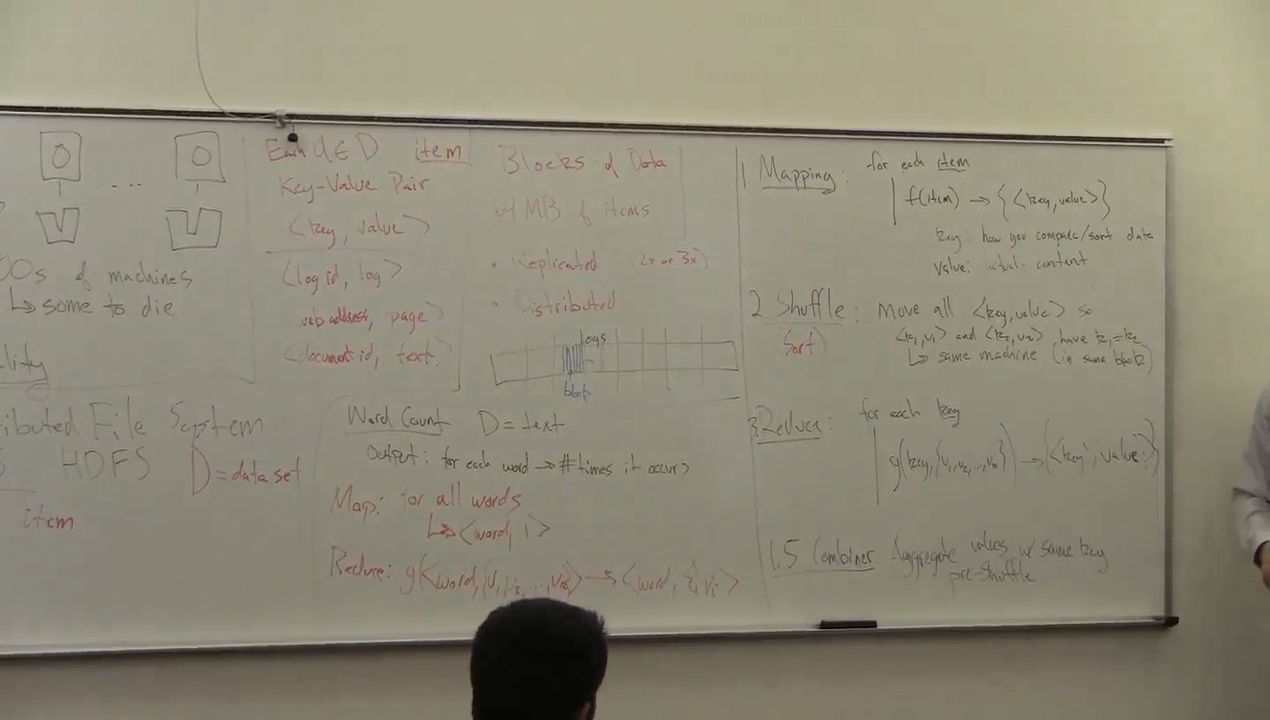 O ... O
of machines
↳ some to die
File System
HDFS D = data set
item
Each d ∈ D item
Key-Value Pair
<key, value>
<log id, log>
web address, page>
<document id, text>
Blocks of Data
MB of items
• Replicated (2x or 3x)
• Distributed
logs
block
Word Count D = text
Output: for each word → # times it occurs
Map: for all words
↳ <word, 1>
Reduce: g(<word, {v₁, v₂, ..., vₙ}> → <word, Σᵢ vᵢ>
1. Mapping: for each item
f(item) → {<key, value>}
key: how you compare/sort data
value: actual content
2 Shuffle: Move all <key, value> so
(Sort) <k₁, v₁> and <k₂, v₂> have k₁ = k₂
↳ same machine (in same block)
3. Reduce: for each key
g(key, {v₁, v₂, ..., vₙ}) → {<key', value'>}
1.5 Combiner Aggregate values w/ same key
pre-shuffle